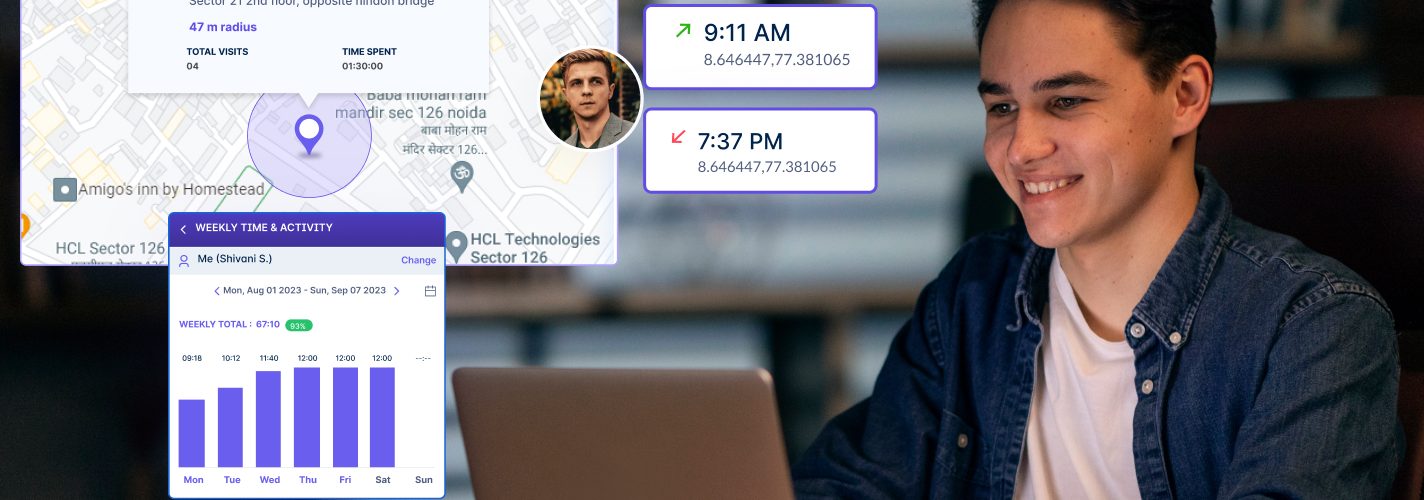 Sector 21 2nd floor, opposite hindon bridge
47 m radius
TOTAL VISITS
04
TIME SPENT
01:30:00
Baba mohan ram
mandir sec 126 noida
बाबा मोहन राम
मंदिर सेक्टर 126...
Amigo's inn by Homestead
HCL Sector 126
HCL Technologies
Sector 126
9:11 AM
8.646447,77.381065
7:37 PM
8.646447,77.381065
WEEKLY TIME & ACTIVITY
Me (Shivani S.)
Change
Mon, Aug 01 2023 - Sun, Sep 07 2023
WEEKLY TOTAL : 67:10 93%
09:18 10:12 11:40 12:00 12:00 12:00 --:--
Mon Tue Wed Thu Fri Sat Sun